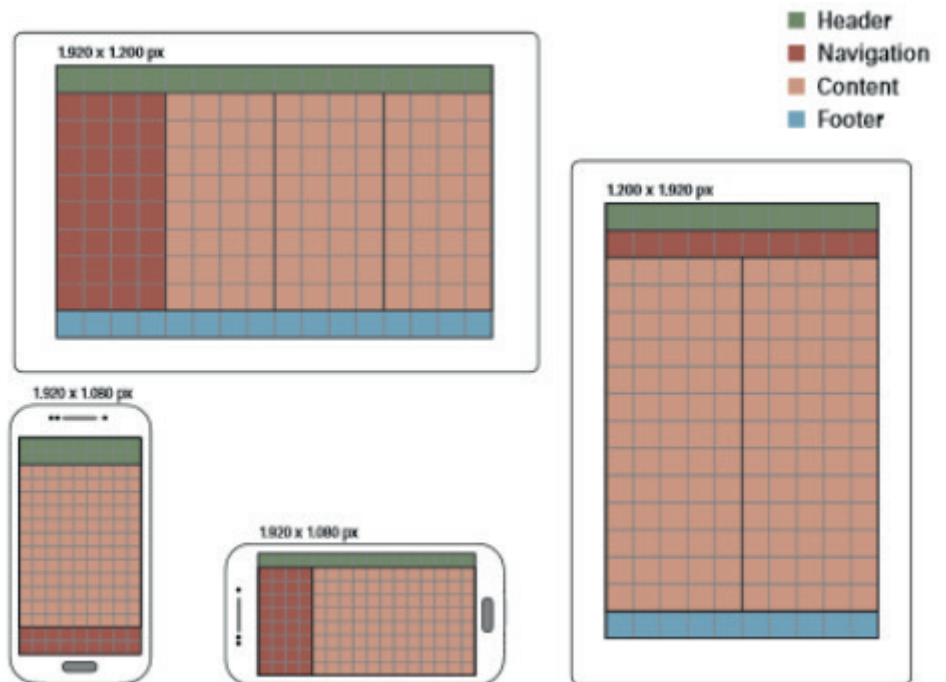 Header
Navigation
Content
Footer
1.920 x 1.200 px
1.200 x 1.920 px
1.920 x 1.080 px
1.920 x 1.080 px